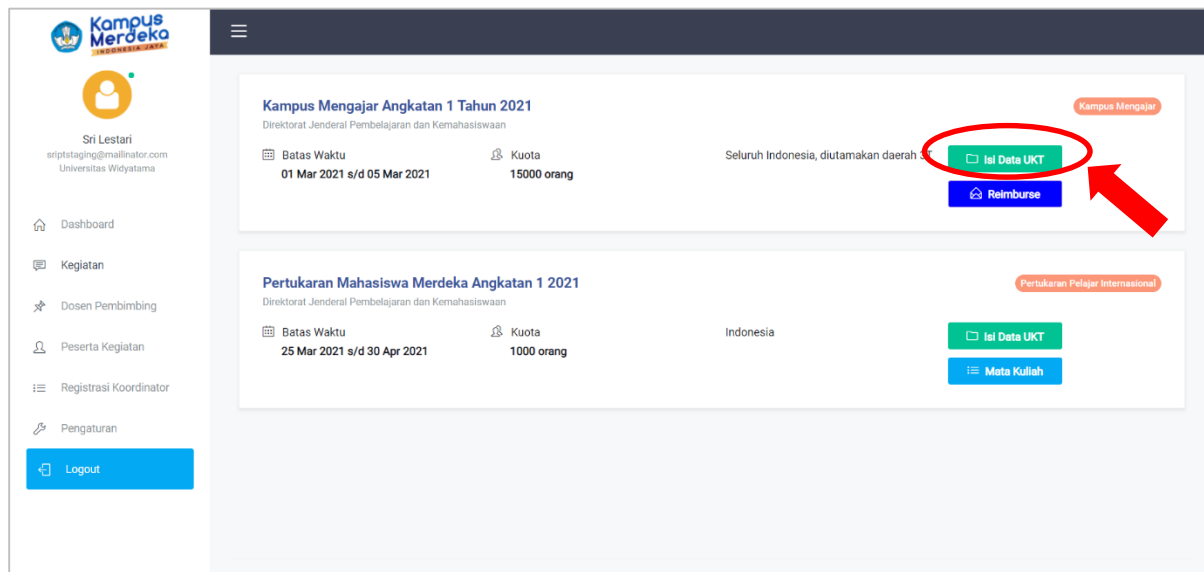 Kampus
Merdeka
INDONESIA JAYA
Sri Lestari
sriptstaging@mailinator.com
Universitas Widyatama
Dashboard
Kegiatan
Dosen Pembimbing
Peserta Kegiatan
Registrasi Koordinator
Pengaturan
Logout
Kampus Mengajar Angkatan 1 Tahun 2021
Kampus Mengajar
Direktorat Jenderal Pembelajaran dan Kemahasiswaan
Batas Waktu
01 Mar 2021 s/d 05 Mar 2021
Kuota
15000 orang
Seluruh Indonesia, diutamakan daerah 3T
Isi Data UKT
Reimburse
Pertukaran Mahasiswa Merdeka Angkatan 1 2021
Pertukaran Pelajar Internasional
Direktorat Jenderal Pembelajaran dan Kemahasiswaan
Batas Waktu
25 Mar 2021 s/d 30 Apr 2021
Kuota
1000 orang
Indonesia
Isi Data UKT
Mata Kuliah